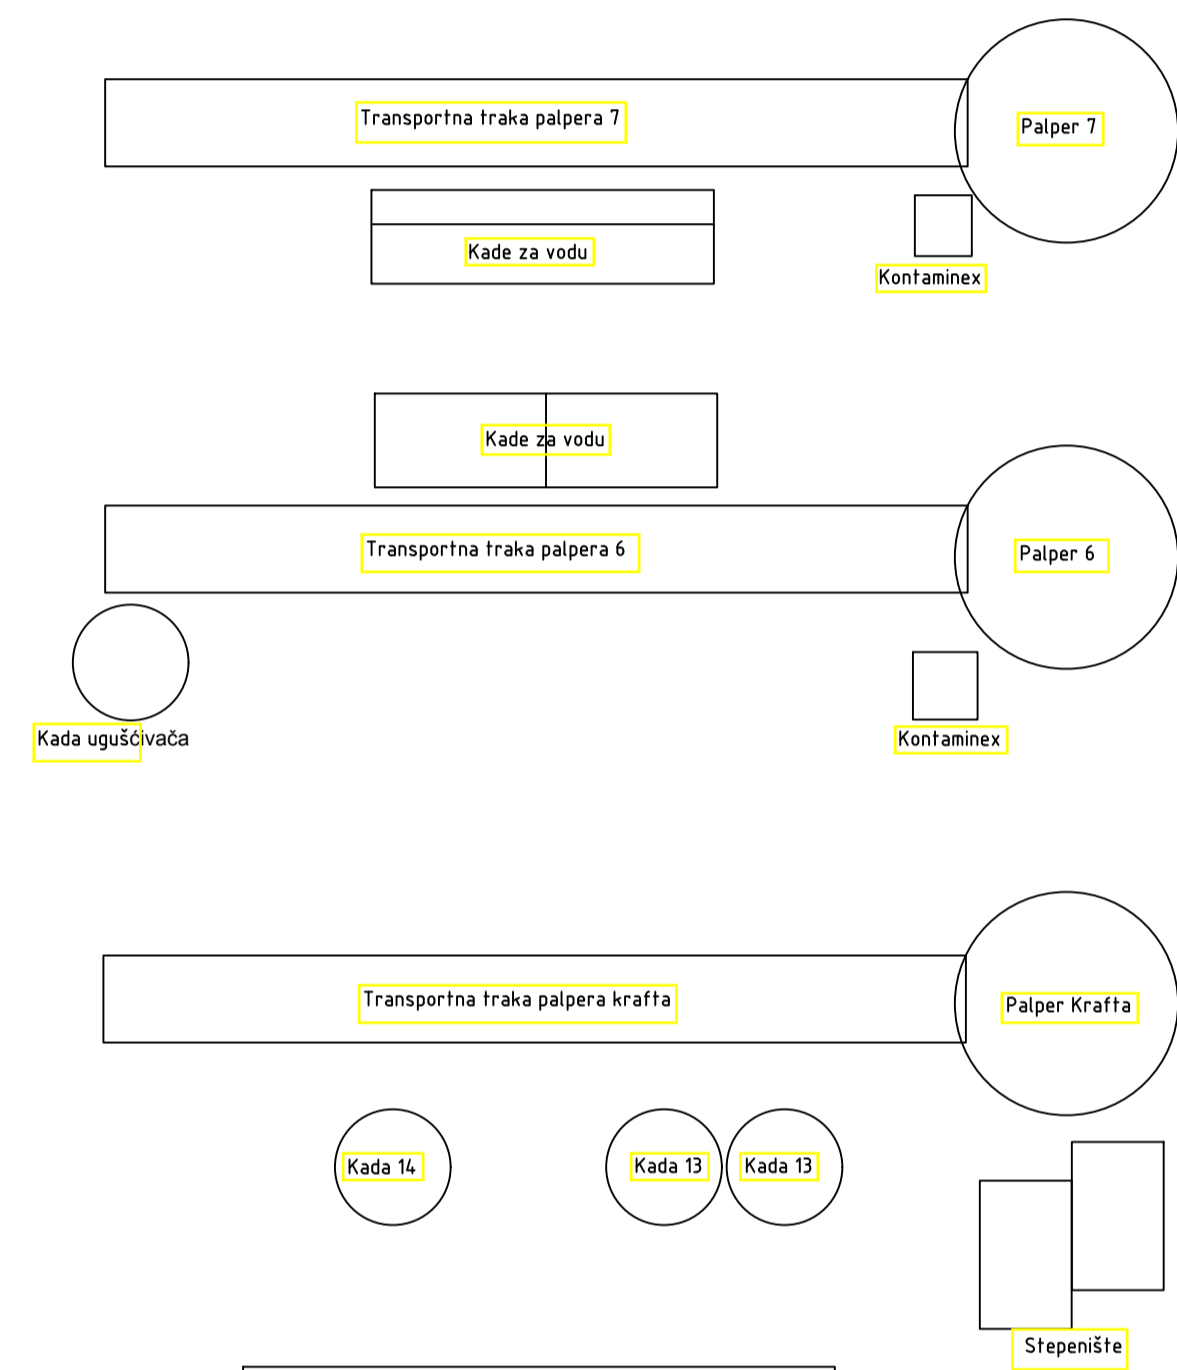 Transportna traka palpera 7
Palper 7
Kade za vodu
Kontaminex
Kade za vodu
Transportna traka palpera 6
Palper 6
Kada ugušćivača
Kontaminex
Transportna traka palpera krafta
Palper Krafta
Kada 14
Kada 13
Kada 13
Stepenište